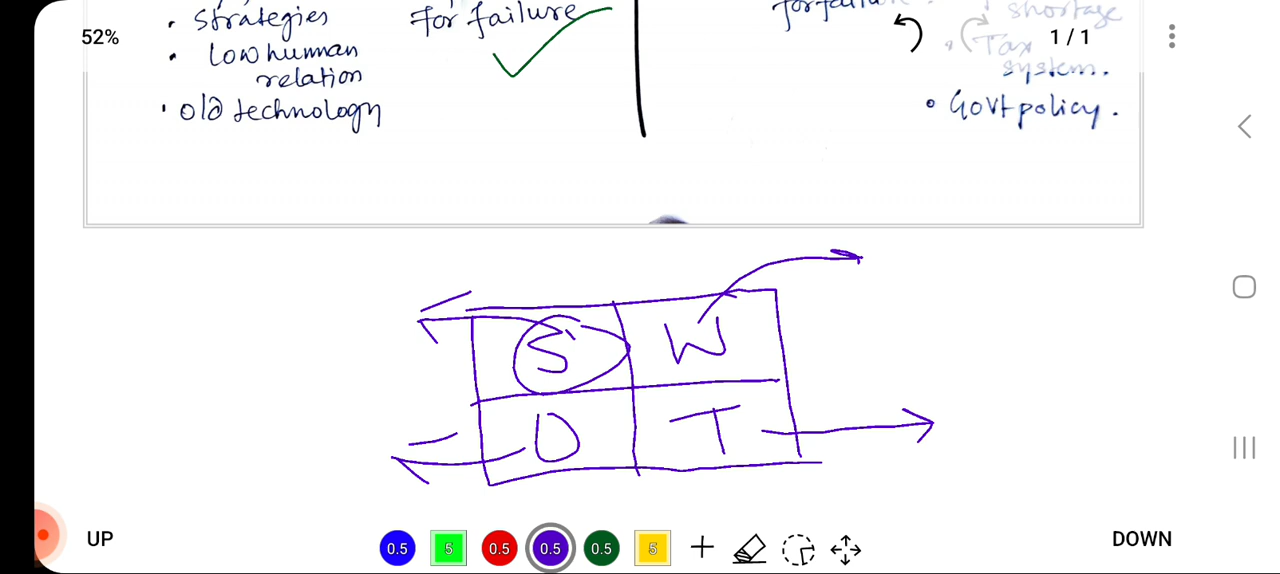 • Strategies
For failure
• Low human
relation
• Old technology
shortage
• (Tax
system.
• Govt policy.
52%
1 / 1
S
W
O
T
UP
0.5
5
0.5
0.5
0.5
5
DOWN